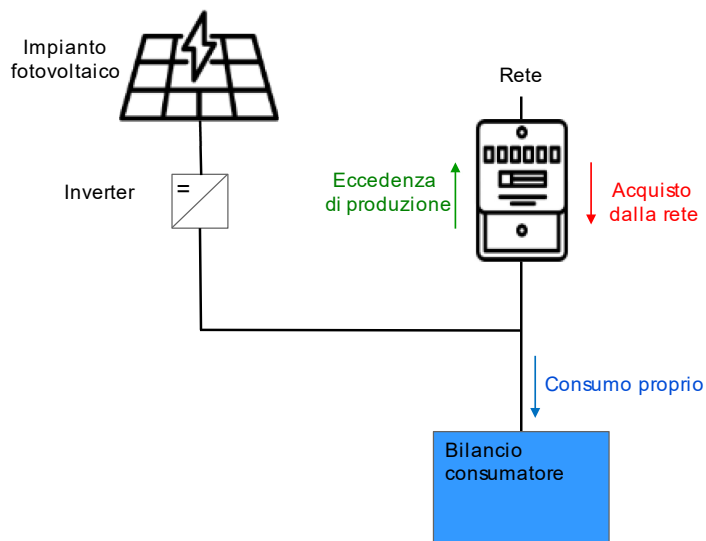 Impianto
fotovoltaico
Rete
Inverter
=
Eccedenza
di produzione
Acquisto
dalla rete
Consumo proprio
Bilancio
consumatore